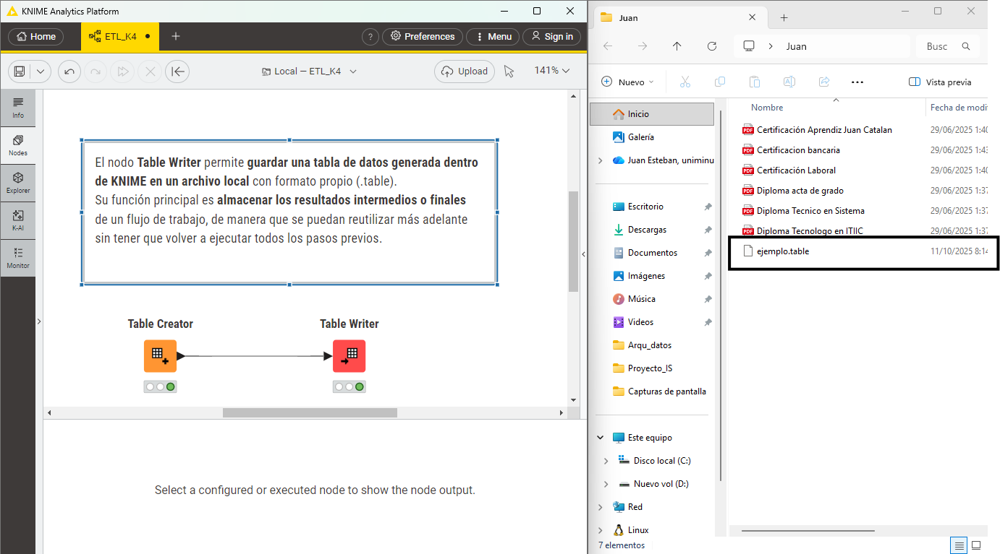 KNIME Analytics Platform
Home
ETL_K4
?
Preferences
Menu
Sign in
Local — ETL_K4
Upload
141%
Info
Nodes
Explorer
K-AI
Monitor
El nodo Table Writer permite guardar una tabla de datos generada dentro
de KNIME en un archivo local con formato propio (.table).
Su función principal es almacenar los resultados intermedios o finales
de un flujo de trabajo, de manera que se puedan reutilizar más adelante
sin tener que volver a ejecutar todos los pasos previos.
Table Creator
Table Writer
Select a configured or executed node to show the node output.
Juan
Juan
Busc
Nuevo
Vista previa
Inicio
Galería
Juan Esteban, uniminu
Escritorio
Descargas
Documentos
Imágenes
Música
Videos
Arqu_datos
Proyecto_IS
Capturas de pantalla
Este equipo
Disco local (C:)
Nuevo vol (D:)
Red
Linux
Nombre
Fecha de modif
PDF Certificación Aprendiz Juan Catalan 29/06/2025 1:40
PDF Certificacion bancaria 29/06/2025 1:43
PDF Certificación Laboral 29/06/2025 1:40
PDF Diploma acta de grado 29/06/2025 1:37
PDF Diploma Tecnico en Sistema 29/06/2025 1:37
PDF Diploma Tecnologo en ITIIC 29/06/2025 1:37
ejemplo.table 11/10/2025 8:14
7 elementos